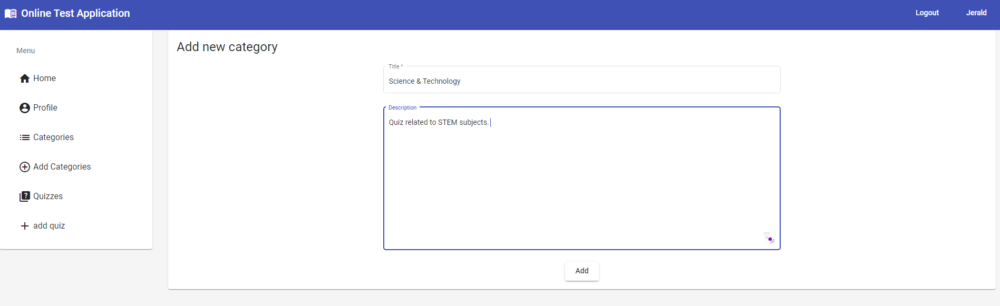 Online Test Application
Logout
Jerald
Menu
Home
Profile
Categories
Add Categories
Quizzes
add quiz
Add new category
Title *
Science & Technology
Description
Quiz related to STEM subjects.
Add